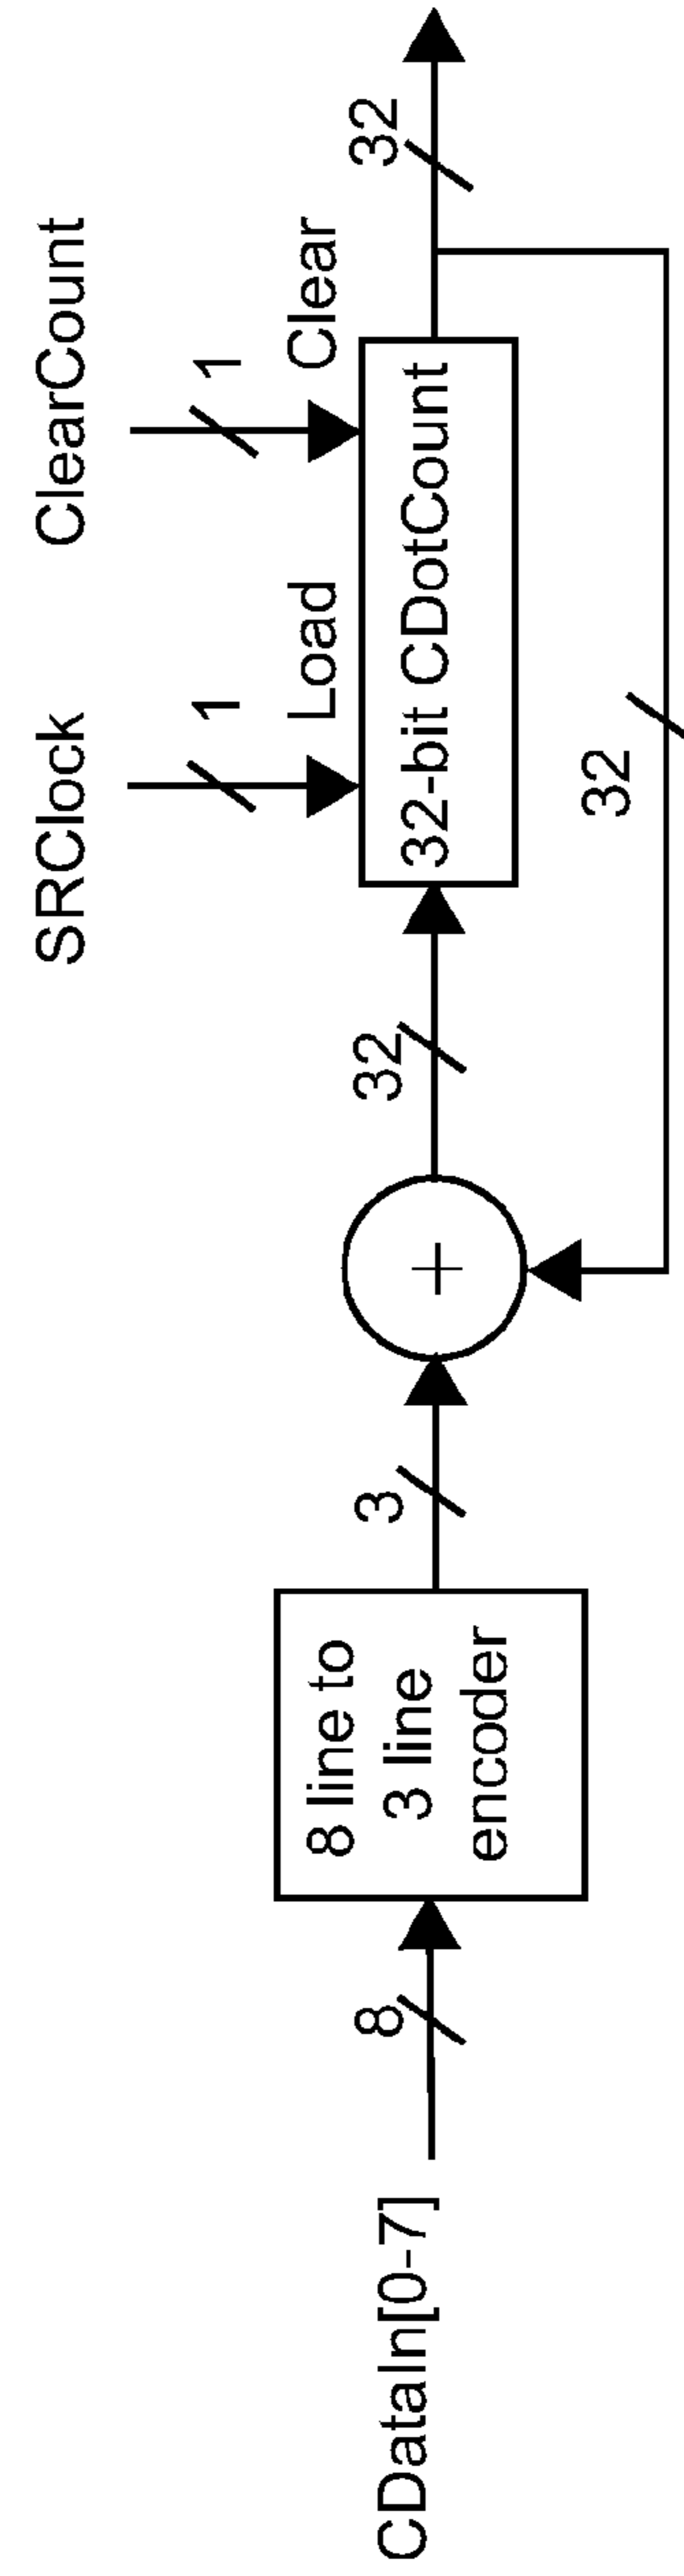 SRClock
ClearCount
1
1
Load
Clear
CDataIn[0-7]
8
8 line to
3 line
encoder
3
+
32
32-bit CDotCount
32
32